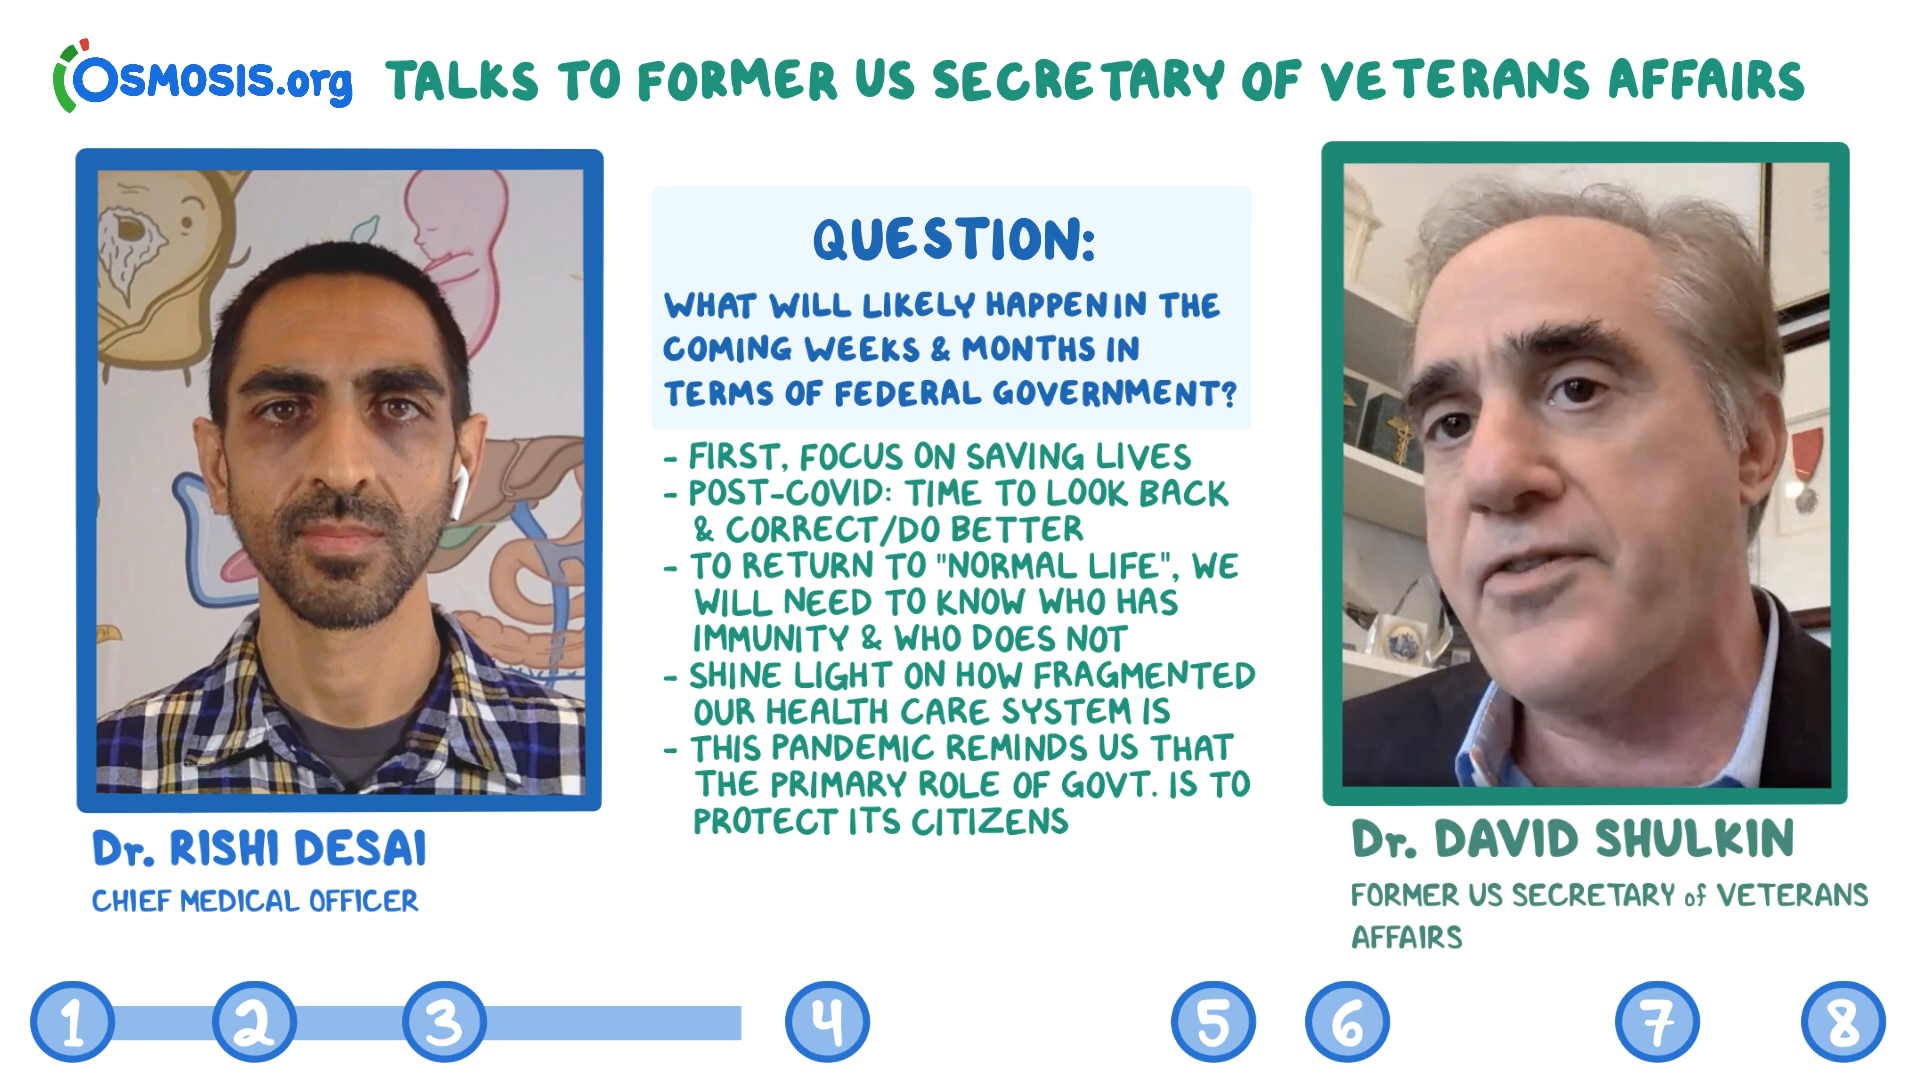 Osmosis.org TALKS TO FORMER US SECRETARY OF VETERANS AFFAIRS
QUESTION:
WHAT WILL LIKELY HAPPEN IN THE
COMING WEEKS & MONTHS IN
TERMS OF FEDERAL GOVERNMENT?
- FIRST, FOCUS ON SAVING LIVES
- POST-COVID: TIME TO LOOK BACK
& CORRECT/DO BETTER
- TO RETURN TO "NORMAL LIFE", WE
WILL NEED TO KNOW WHO HAS
IMMUNITY & WHO DOES NOT
- SHINE LIGHT ON HOW FRAGMENTED
OUR HEALTH CARE SYSTEM IS
- THIS PANDEMIC REMINDS US THAT
THE PRIMARY ROLE OF GOVT. IS TO
PROTECT ITS CITIZENS
Dr. RISHI DESAI
CHIEF MEDICAL OFFICER
Dr. DAVID SHULKIN
FORMER US SECRETARY of VETERANS
AFFAIRS
1 2 3 4 5 6 7 8